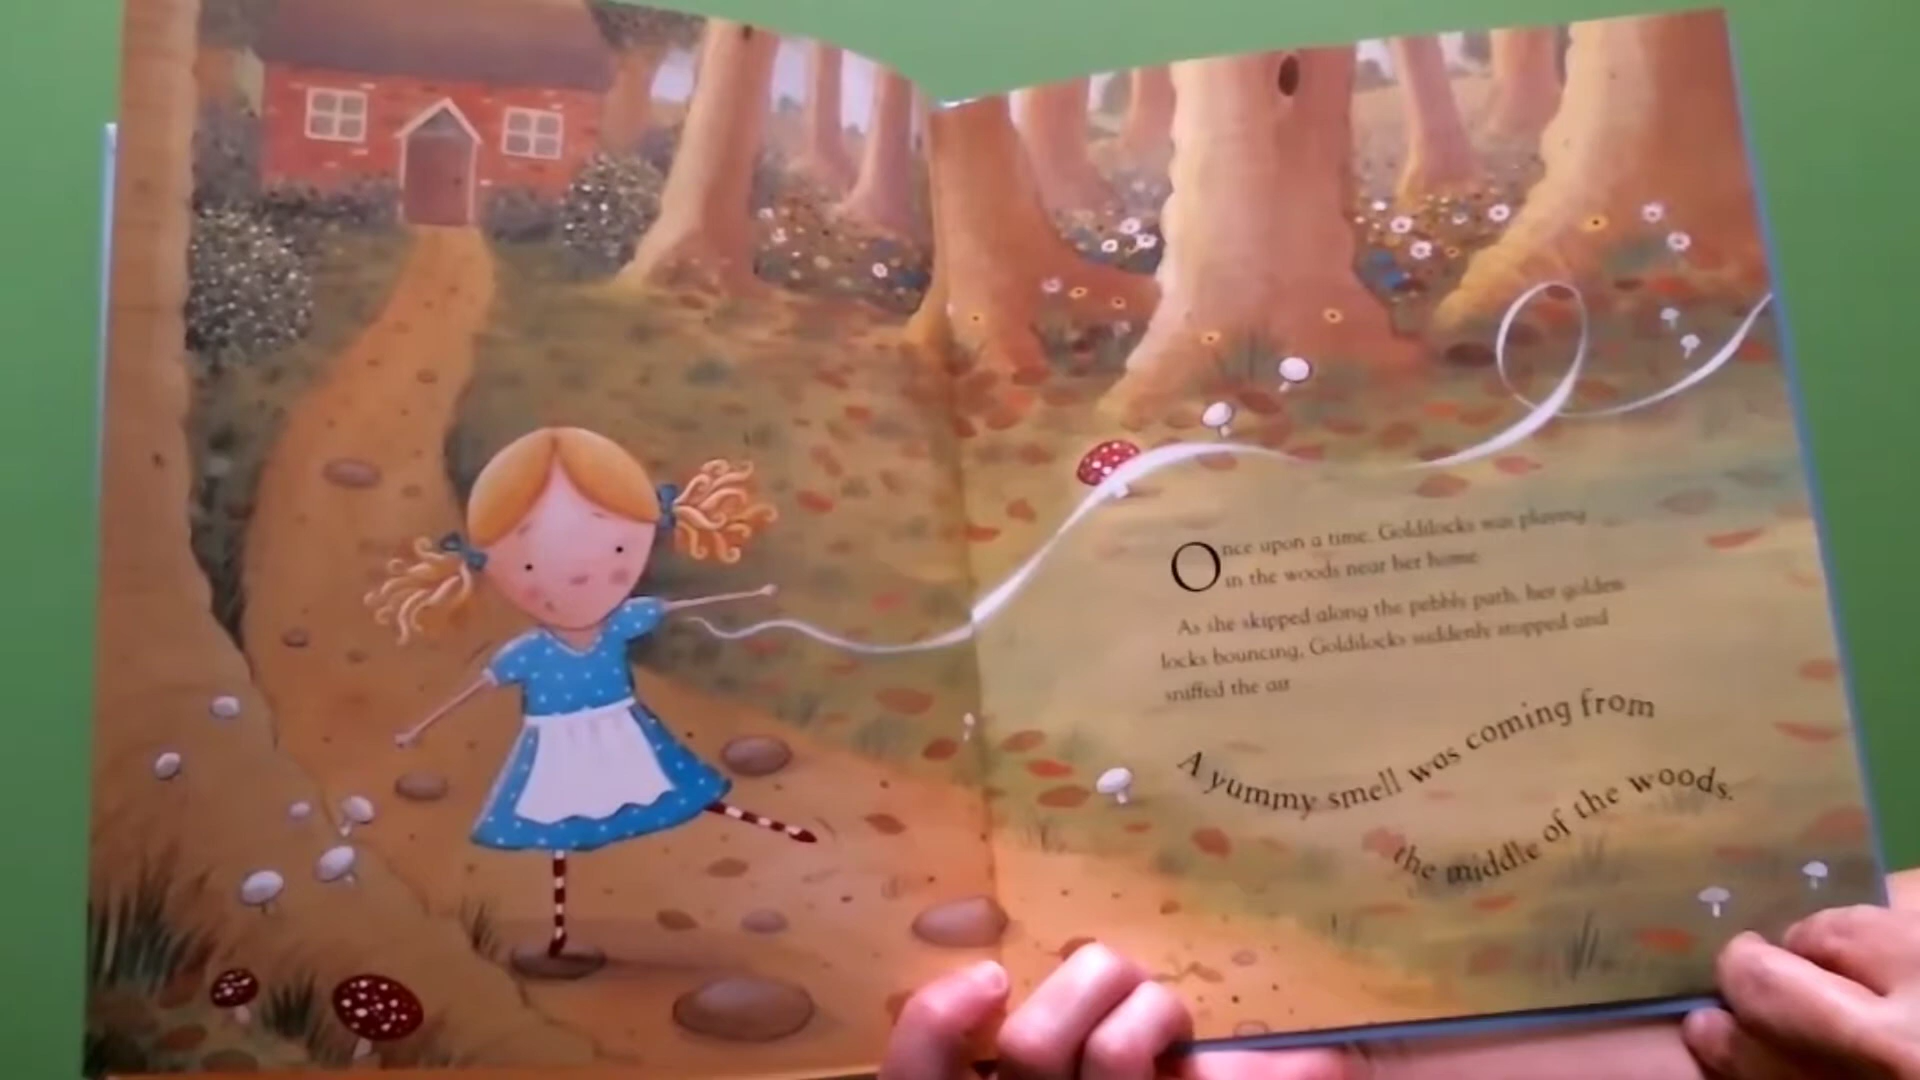 Once upon a time, Goldilocks was playing
in the woods near her home.
As she skipped along the pebbly path, her golden
locks bouncing, Goldilocks suddenly stopped and
sniffed the air.
A yummy smell was coming from
the middle of the woods.